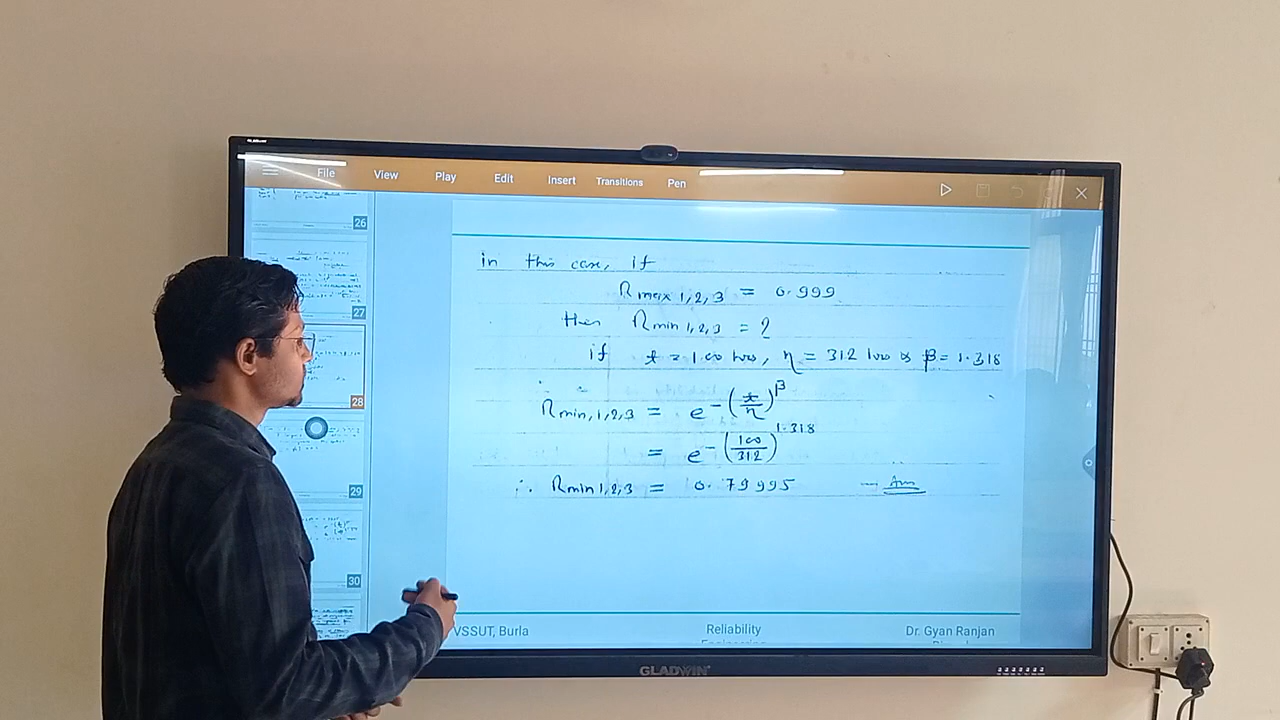 File View Play Edit Insert Transitions Pen
26
27
28
29
30
in this case, if
Rmax 1,2,3 = 0.999
then Rmin 1,2,3 = ?
if t = 100 hrs, η = 312 hrs & β = 1.318
∴ Rmin,1,2,3 = e^-(t/η)^β
= e^-(100/312)^1.318
∴ Rmin 1,2,3 = 0.79995 — Ans
VSSUT, Burla Reliability Dr. Gyan Ranjan
GLADWIN